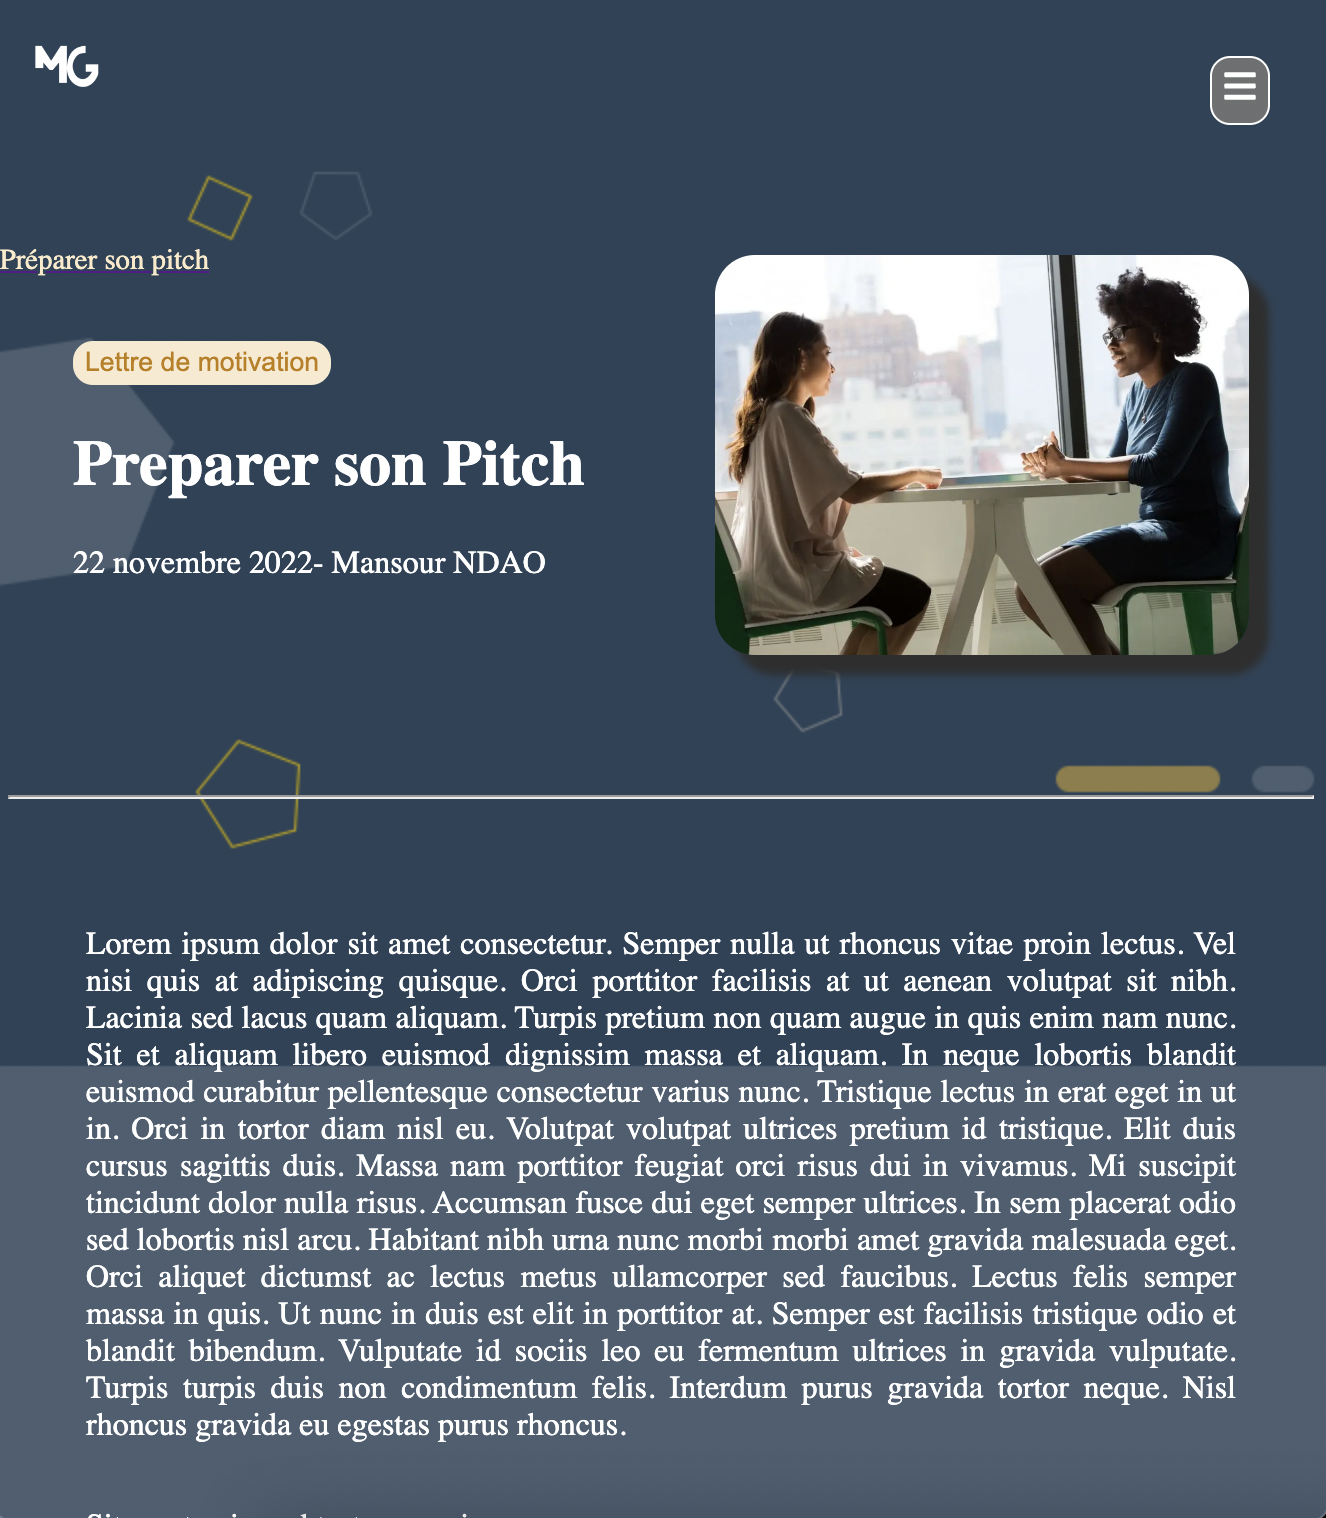 MG
Préparer son pitch
Lettre de motivation
Preparer son Pitch
22 novembre 2022- Mansour NDAO
Lorem ipsum dolor sit amet consectetur. Semper nulla ut rhoncus vitae proin lectus. Vel
nisi quis at adipiscing quisque. Orci porttitor facilisis at ut aenean volutpat sit nibh.
Lacinia sed lacus quam aliquam. Turpis pretium non quam augue in quis enim nam nunc.
Sit et aliquam libero euismod dignissim massa et aliquam. In neque lobortis blandit
euismod curabitur pellentesque consectetur varius nunc. Tristique lectus in erat eget in ut
in. Orci in tortor diam nisl eu. Volutpat volutpat ultrices pretium id tristique. Elit duis
cursus sagittis duis. Massa nam porttitor feugiat orci risus dui in vivamus. Mi suscipit
tincidunt dolor nulla risus. Accumsan fusce dui eget semper ultrices. In sem placerat odio
sed lobortis nisl arcu. Habitant nibh urna nunc morbi morbi amet gravida malesuada eget.
Orci aliquet dictumst ac lectus metus ullamcorper sed faucibus. Lectus felis semper
massa in quis. Ut nunc in duis est elit in porttitor at. Semper est facilisis tristique odio et
blandit bibendum. Vulputate id sociis leo eu fermentum ultrices in gravida vulputate.
Turpis turpis duis non condimentum felis. Interdum purus gravida tortor neque. Nisl
rhoncus gravida eu egestas purus rhoncus.